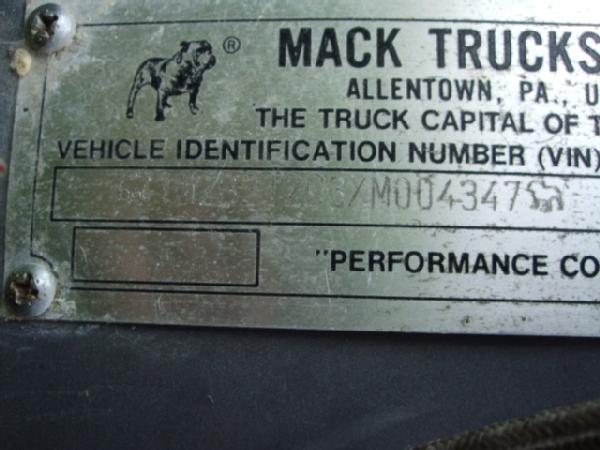 ® MACK TRUCKS
ALLENTOWN, PA., U
THE TRUCK CAPITAL OF T
VEHICLE IDENTIFICATION NUMBER (VIN)
M004347
"PERFORMANCE CO